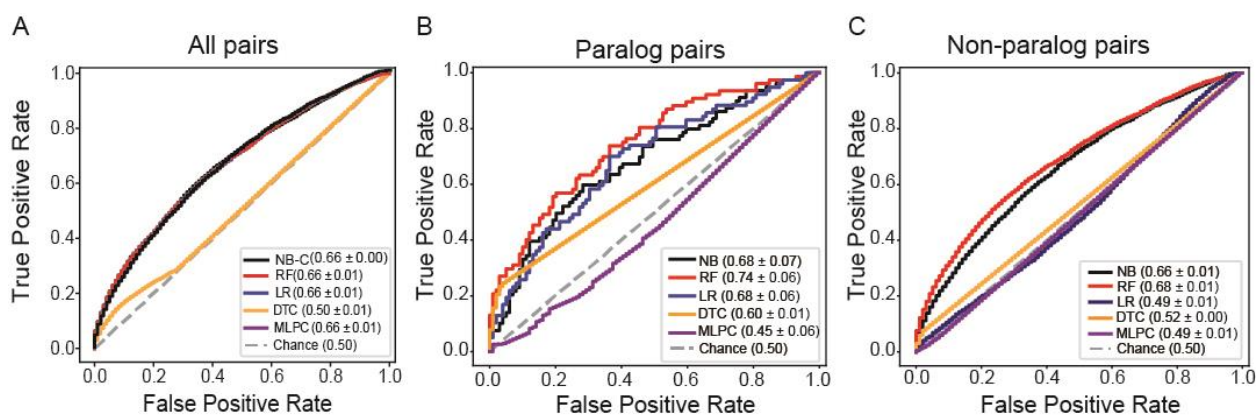 A
All pairs
True Positive Rate
1.0
0.8
0.6
0.4
0.2
0.0
NB-C(0.66 ± 0.00)
RF(0.66 ± 0.01)
LR(0.66 ± 0.01)
DTC (0.50 ±0.01)
MLPC (0.66 ± 0.01)
Chance (0.50)
0.0 0.2 0.4 0.6 0.8 1.0
False Positive Rate
B
Paralog pairs
True Positive Rate
1.0
0.8
0.6
0.4
0.2
0.0
NB (0.68 ± 0.07)
RF (0.74 ± 0.06)
LR (0.68 ± 0.06)
DTC (0.60 ± 0.01)
MLPC (0.45 ± 0.06)
Chance (0.50)
0.0 0.2 0.4 0.6 0.8 1.0
False Positive Rate
C
Non-paralog pairs
True Positive Rate
1.0
0.8
0.6
0.4
0.2
0.0
NB (0.66 ± 0.01)
RF (0.68 ± 0.01)
LR (0.49 ± 0.01)
DTC (0.52 ± 0.00)
MLPC (0.49 ± 0.01)
Chance (0.50)
0.0 0.2 0.4 0.6 0.8 1.0
False Positive Rate